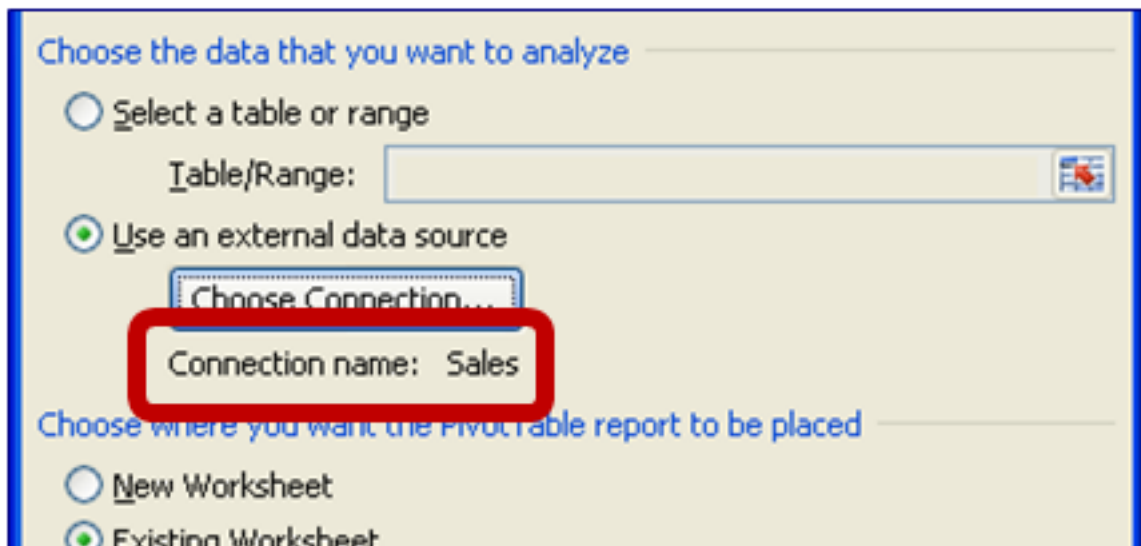 Choose the data that you want to analyze
Select a table or range
Table/Range:
Use an external data source
Choose Connection...
Connection name: Sales
Choose where you want the PivotTable report to be placed
New Worksheet
Existing Worksheet